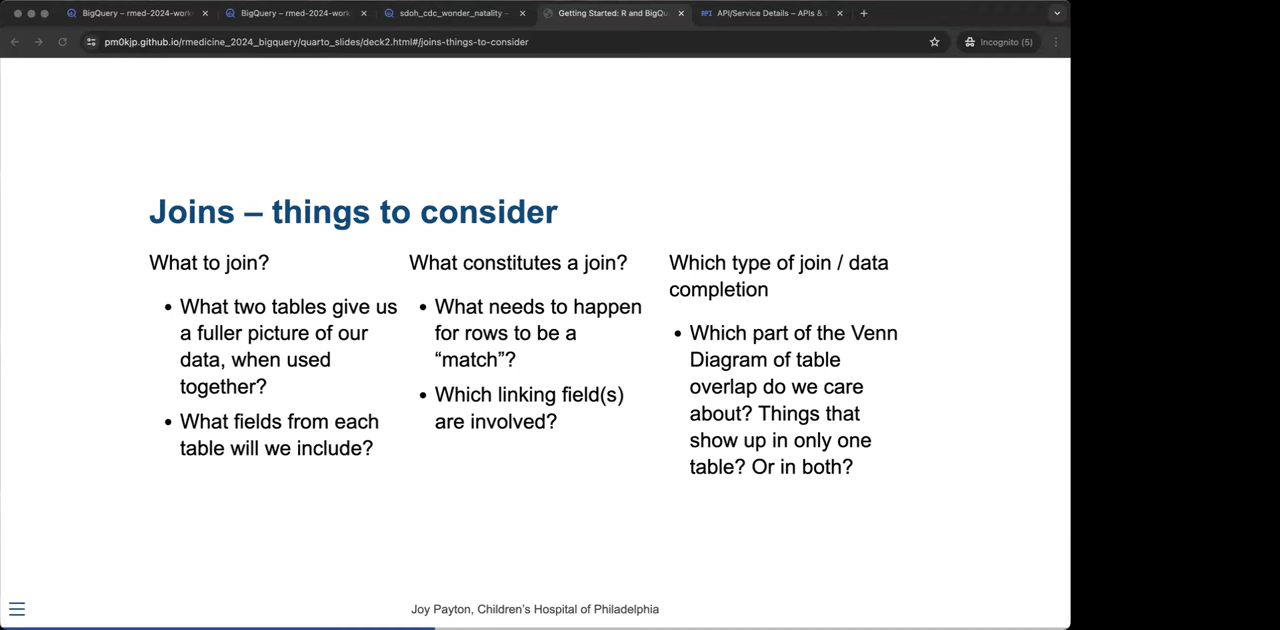 BigQuery – rmed-2024-work
BigQuery – rmed-2024-work
sdoh_cdc_wonder_natality –
Getting Started: R and BigQu
API API/Service Details – APIs & s
pm0kjp.github.io/rmedicine_2024_bigquery/quarto_slides/deck2.html#/joins-things-to-consider
Incognito (5)
Joins – things to consider
What to join?
• What two tables give us
a fuller picture of our
data, when used
together?
• What fields from each
table will we include?
What constitutes a join?
• What needs to happen
for rows to be a
“match”?
• Which linking field(s)
are involved?
Which type of join / data
completion
• Which part of the Venn
Diagram of table
overlap do we care
about? Things that
show up in only one
table? Or in both?
Joy Payton, Children’s Hospital of Philadelphia